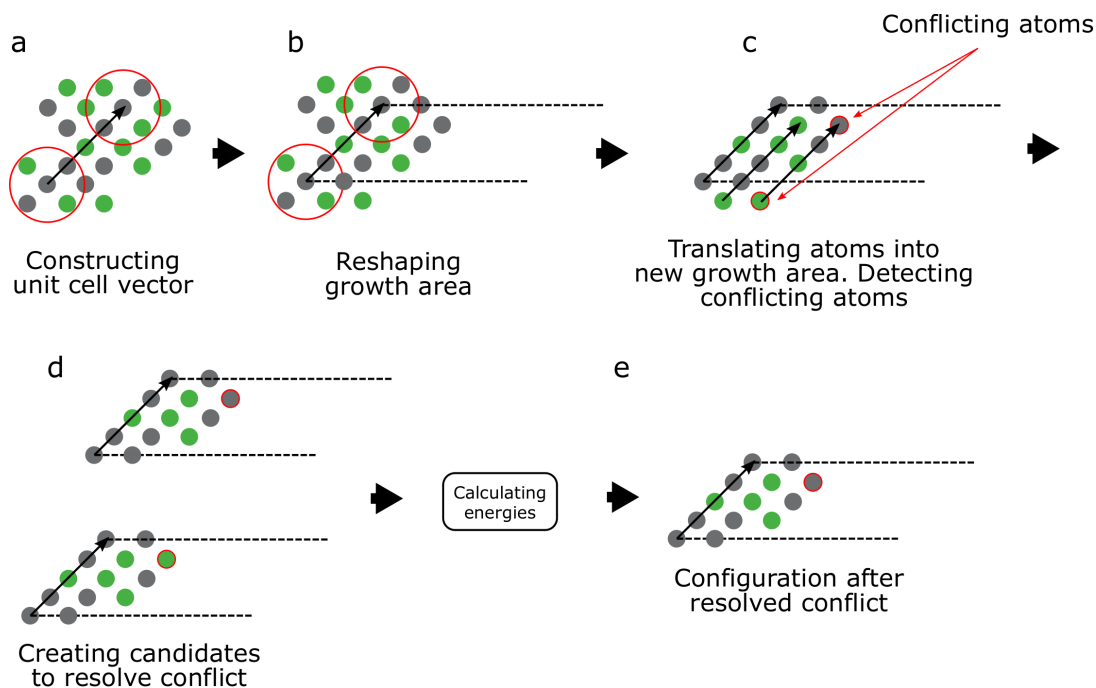 a
b
c
Conflicting atoms
Constructing
unit cell vector
Reshaping
growth area
Translating atoms into
new growth area. Detecting
conflicting atoms
d
e
Calculating
energies
Creating candidates
to resolve conflict
Configuration after
resolved conflict